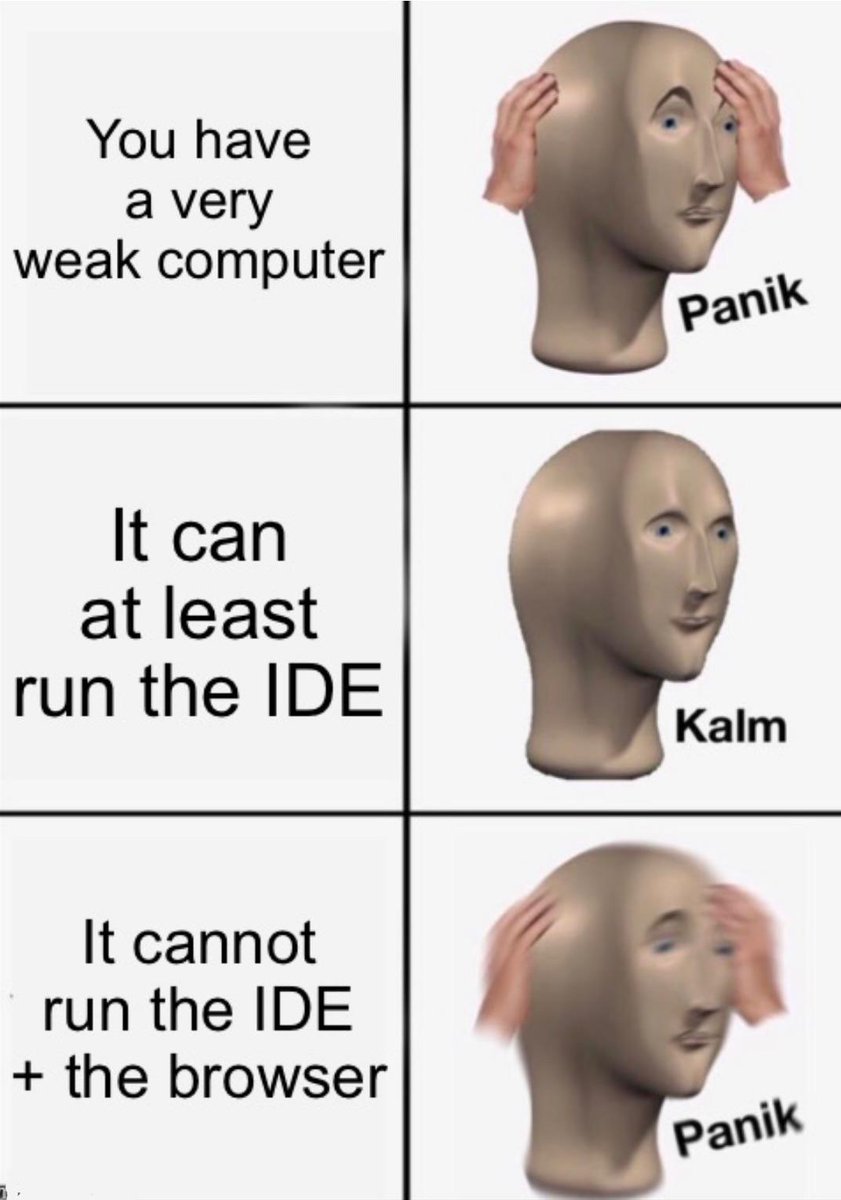 You have
a very
weak computer
Panik
It can
at least
run the IDE
Kalm
It cannot
run the IDE
+ the browser
Panik